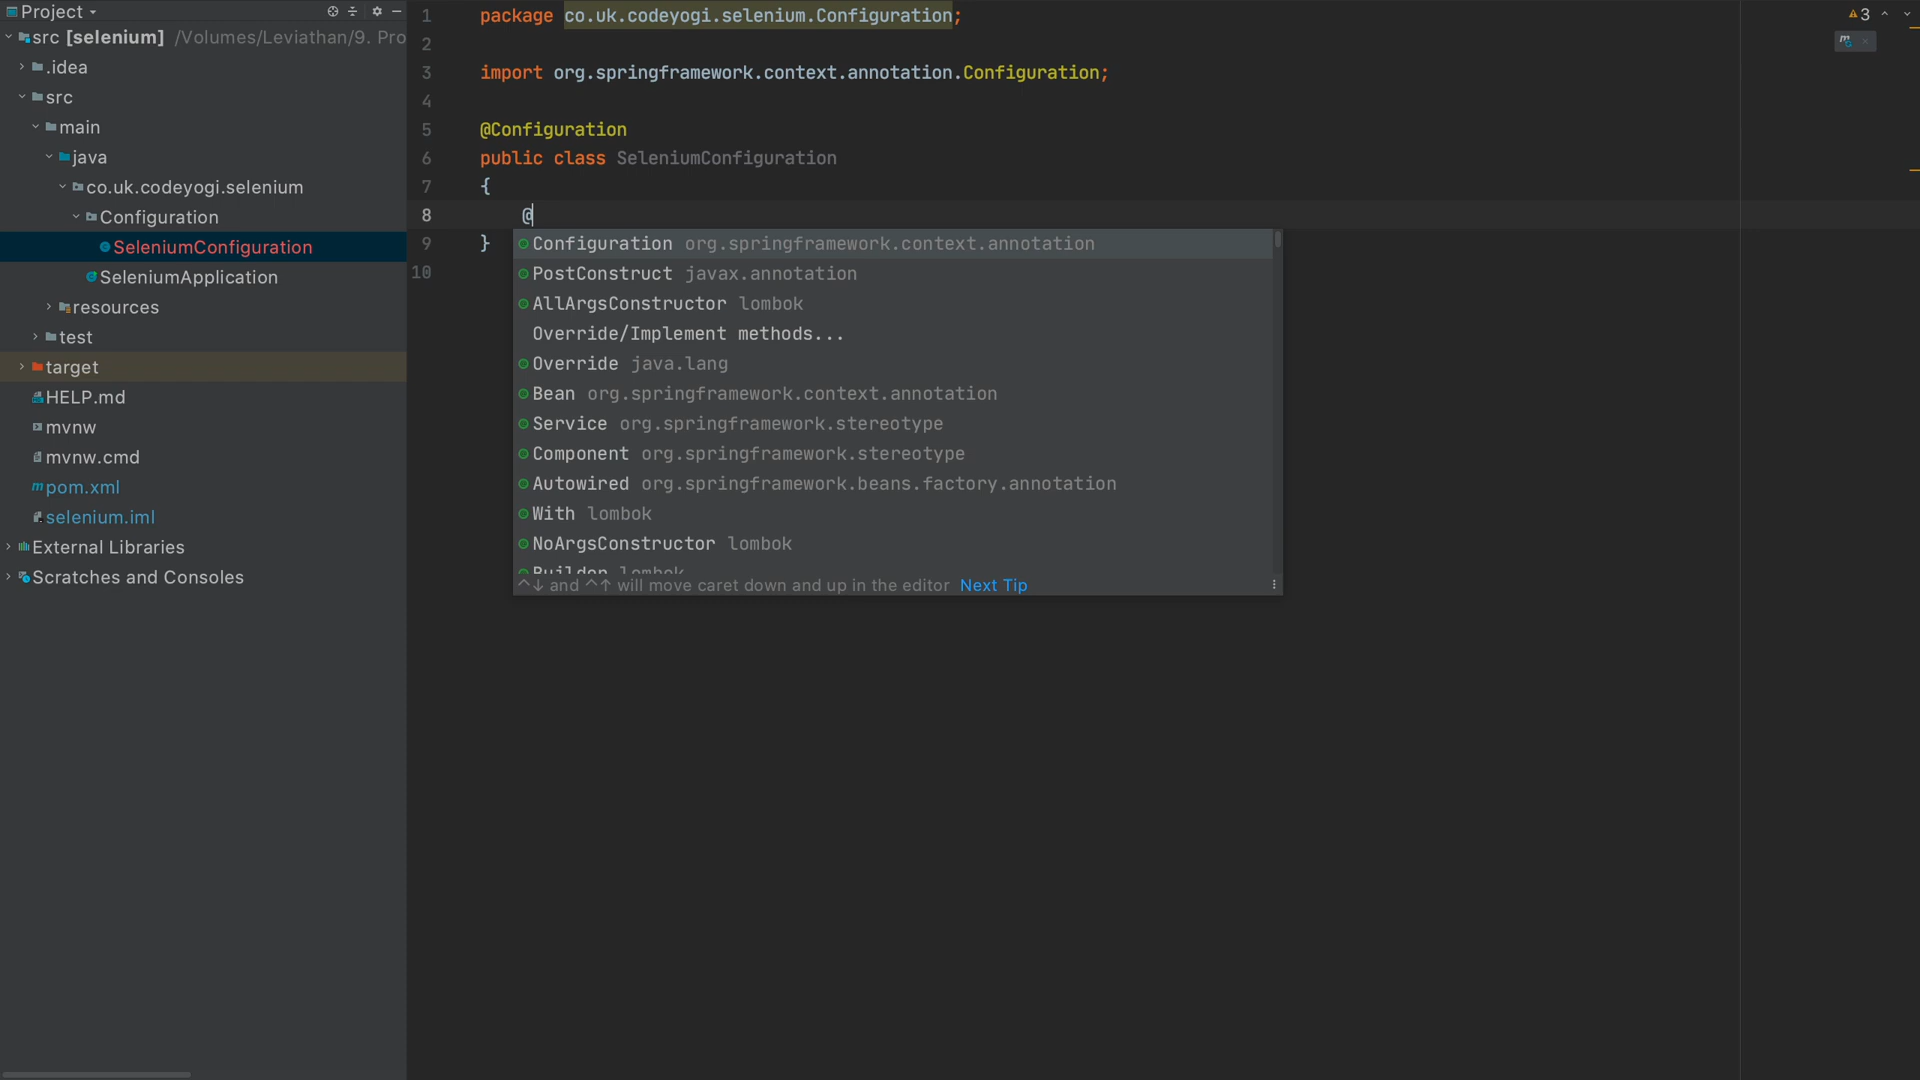 Project
src [selenium] /Volumes/Leviathan/9. Pro
.idea
src
main
java
co.uk.codeyogi.selenium
Configuration
SeleniumConfiguration
SeleniumApplication
resources
test
target
HELP.md
mvnw
mvnw.cmd
pom.xml
selenium.iml
External Libraries
Scratches and Consoles
1 package co.uk.codeyogi.selenium.Configuration;
2
3 import org.springframework.context.annotation.Configuration;
4
5 @Configuration
6 public class SeleniumConfiguration
7 {
8 @
9 }
10
Configuration org.springframework.context.annotation
PostConstruct javax.annotation
AllArgsConstructor lombok
Override/Implement methods...
Override java.lang
Bean org.springframework.context.annotation
Service org.springframework.stereotype
Component org.springframework.stereotype
Autowired org.springframework.beans.factory.annotation
With lombok
NoArgsConstructor lombok
Builder lombok
^↓ and ^↑ will move caret down and up in the editor Next Tip
3
m